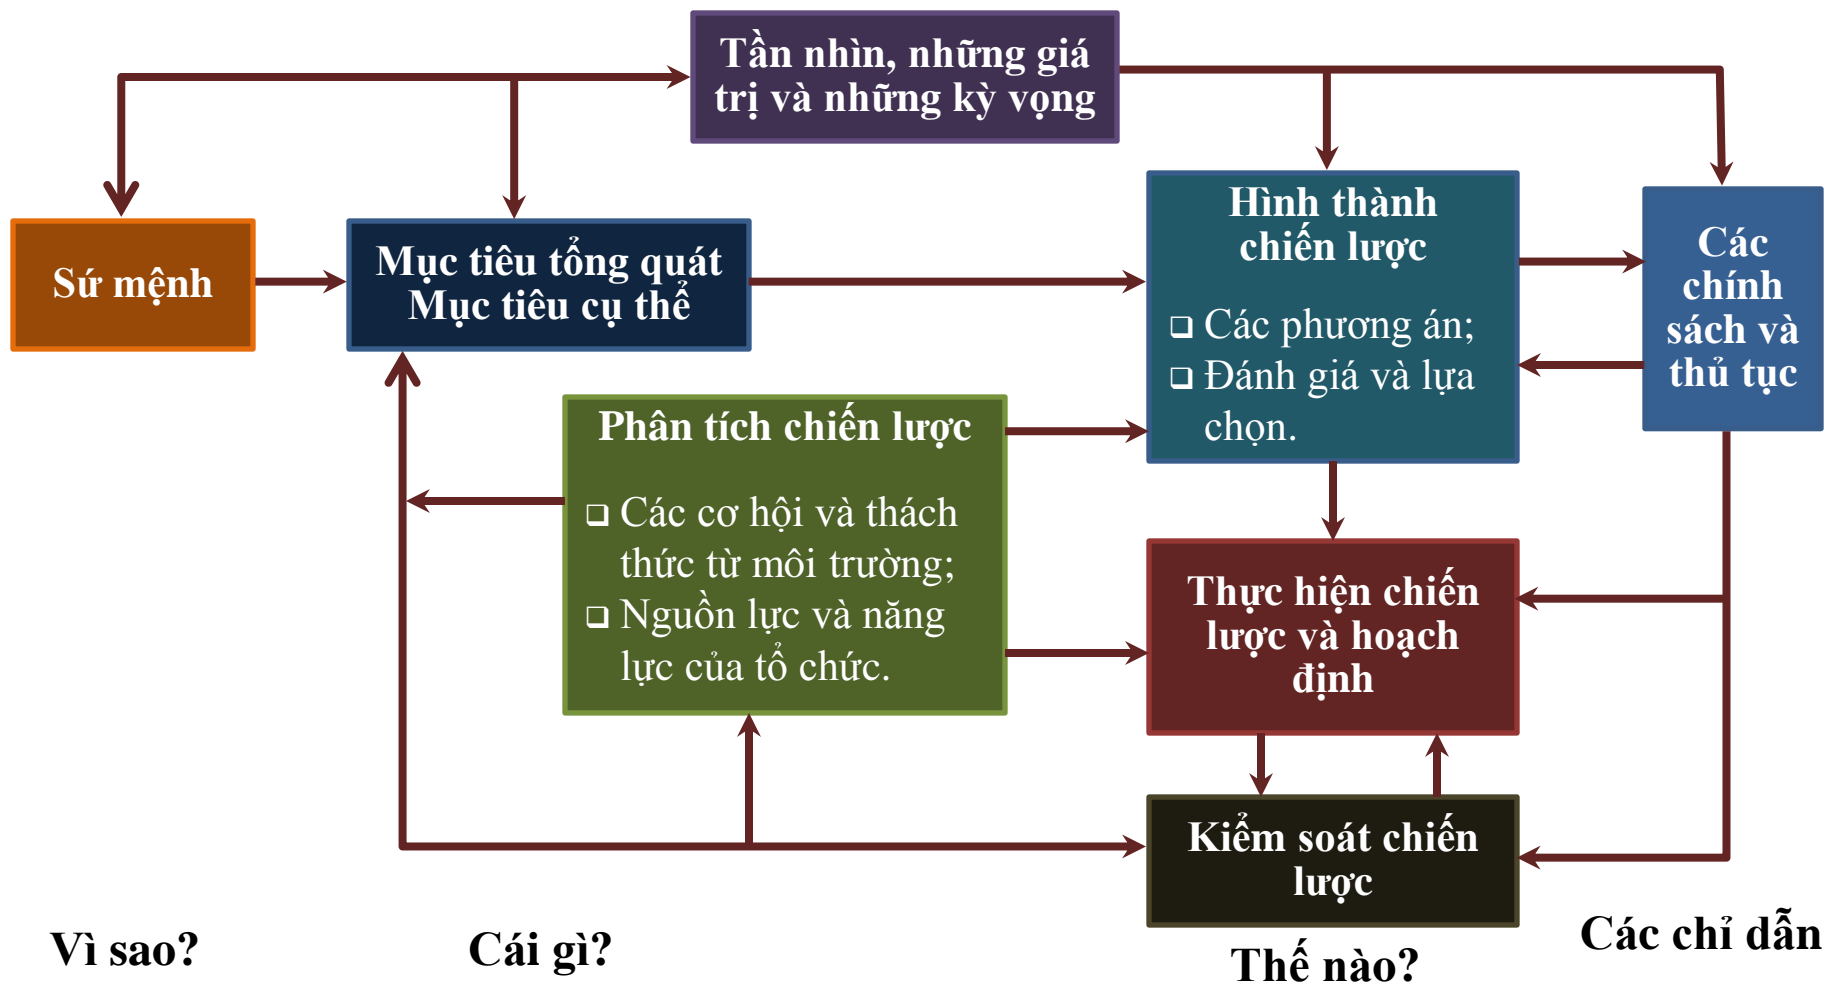 Tần nhìn, những giá
trị và những kỳ vọng
Sứ mệnh
Mục tiêu tổng quát
Mục tiêu cụ thể
Hình thành
chiến lược
Các phương án;
Đánh giá và lựa
chọn.
Các
chính
sách và
thủ tục
Phân tích chiến lược
Các cơ hội và thách
thức từ môi trường;
Nguồn lực và năng
lực của tổ chức.
Thực hiện chiến
lược và hoạch
định
Kiểm soát chiến
lược
Vì sao?
Cái gì?
Thế nào?
Các chỉ dẫn